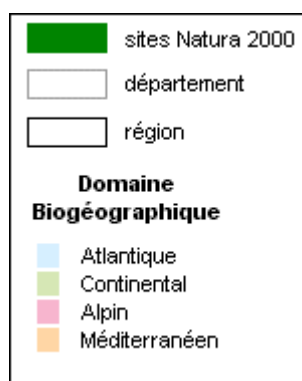 sites Natura 2000
département
région
Domaine
Biogéographique
Atlantique
Continental
Alpin
Méditerranéen